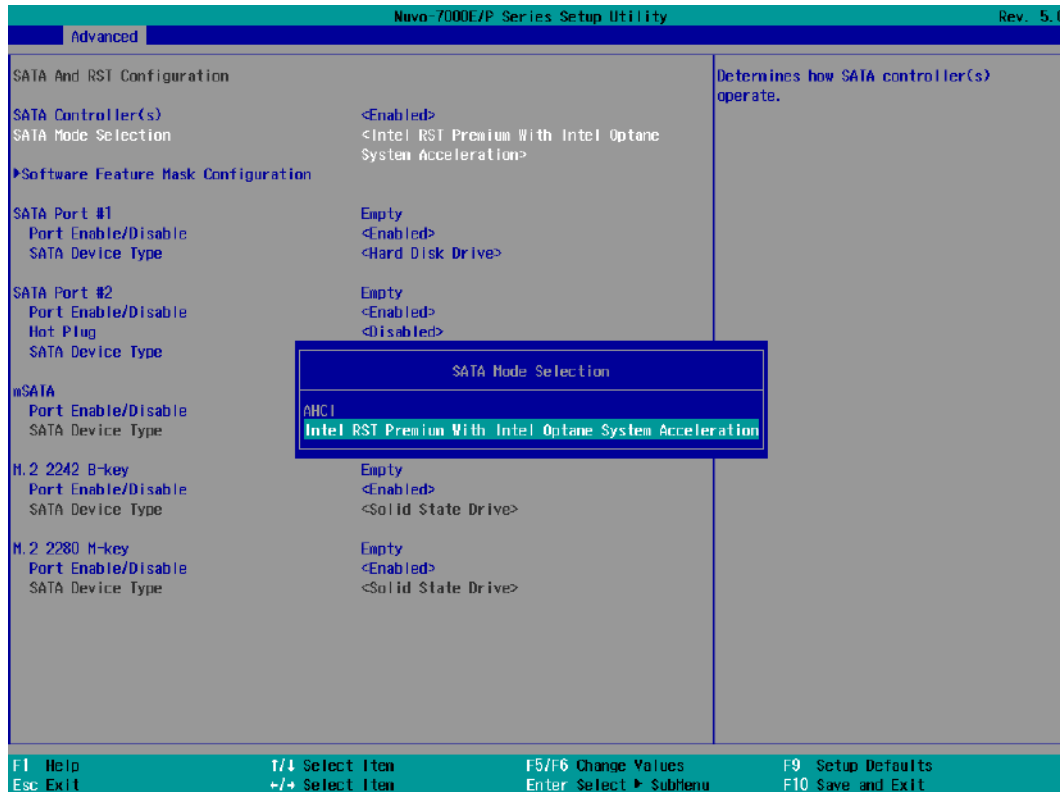 Nuvo-7000E/P Series Setup Utility Rev. 5.
Advanced
SATA And RST Configuration
Determines how SATA controller(s)
operate.
SATA Controller(s) <Enabled>
SATA Mode Selection <Intel RST Premium With Intel Optane
System Acceleration>
▶Software Feature Mask Configuration
SATA Port #1 Empty
Port Enable/Disable <Enabled>
SATA Device Type <Hard Disk Drive>
SATA Port #2 Empty
Port Enable/Disable <Enabled>
Hot Plug <Disabled>
SATA Device Type
SATA Mode Selection
AHCI
Intel RST Premium With Intel Optane System Acceleration
mSATA
Port Enable/Disable
SATA Device Type
M.2 2242 B-key Empty
Port Enable/Disable <Enabled>
SATA Device Type <Solid State Drive>
M.2 2280 M-key Empty
Port Enable/Disable <Enabled>
SATA Device Type <Solid State Drive>
F1 Help ↑/↓ Select Item F5/F6 Change Values F9 Setup Defaults
Esc Exit ←/→ Select Item Enter Select ▶ SubMenu F10 Save and Exit